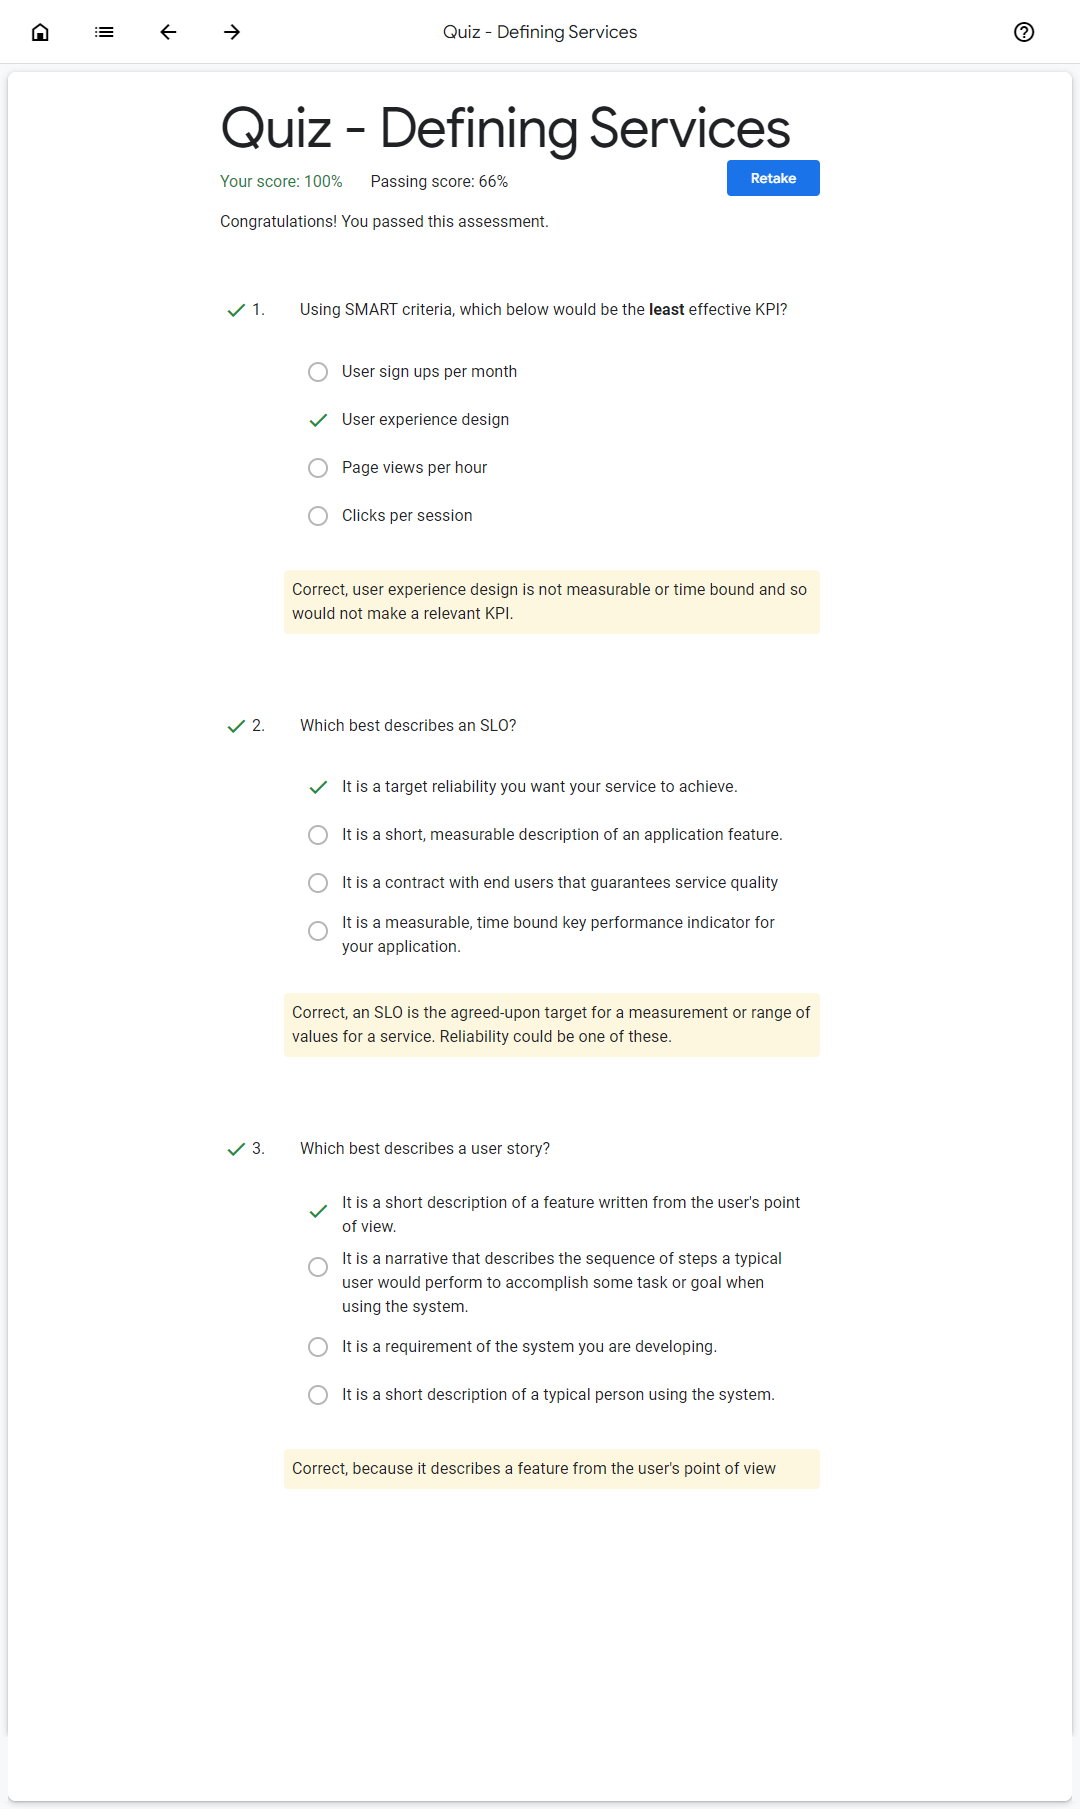 Quiz - Defining Services
Quiz - Defining Services
Your score: 100% Passing score: 66%
Retake
Congratulations! You passed this assessment.
1. Using SMART criteria, which below would be the least effective KPI?
User sign ups per month
User experience design
Page views per hour
Clicks per session
Correct, user experience design is not measurable or time bound and so
would not make a relevant KPI.
2. Which best describes an SLO?
It is a target reliability you want your service to achieve.
It is a short, measurable description of an application feature.
It is a contract with end users that guarantees service quality
It is a measurable, time bound key performance indicator for
your application.
Correct, an SLO is the agreed-upon target for a measurement or range of
values for a service. Reliability could be one of these.
3. Which best describes a user story?
It is a short description of a feature written from the user's point
of view.
It is a narrative that describes the sequence of steps a typical
user would perform to accomplish some task or goal when
using the system.
It is a requirement of the system you are developing.
It is a short description of a typical person using the system.
Correct, because it describes a feature from the user's point of view